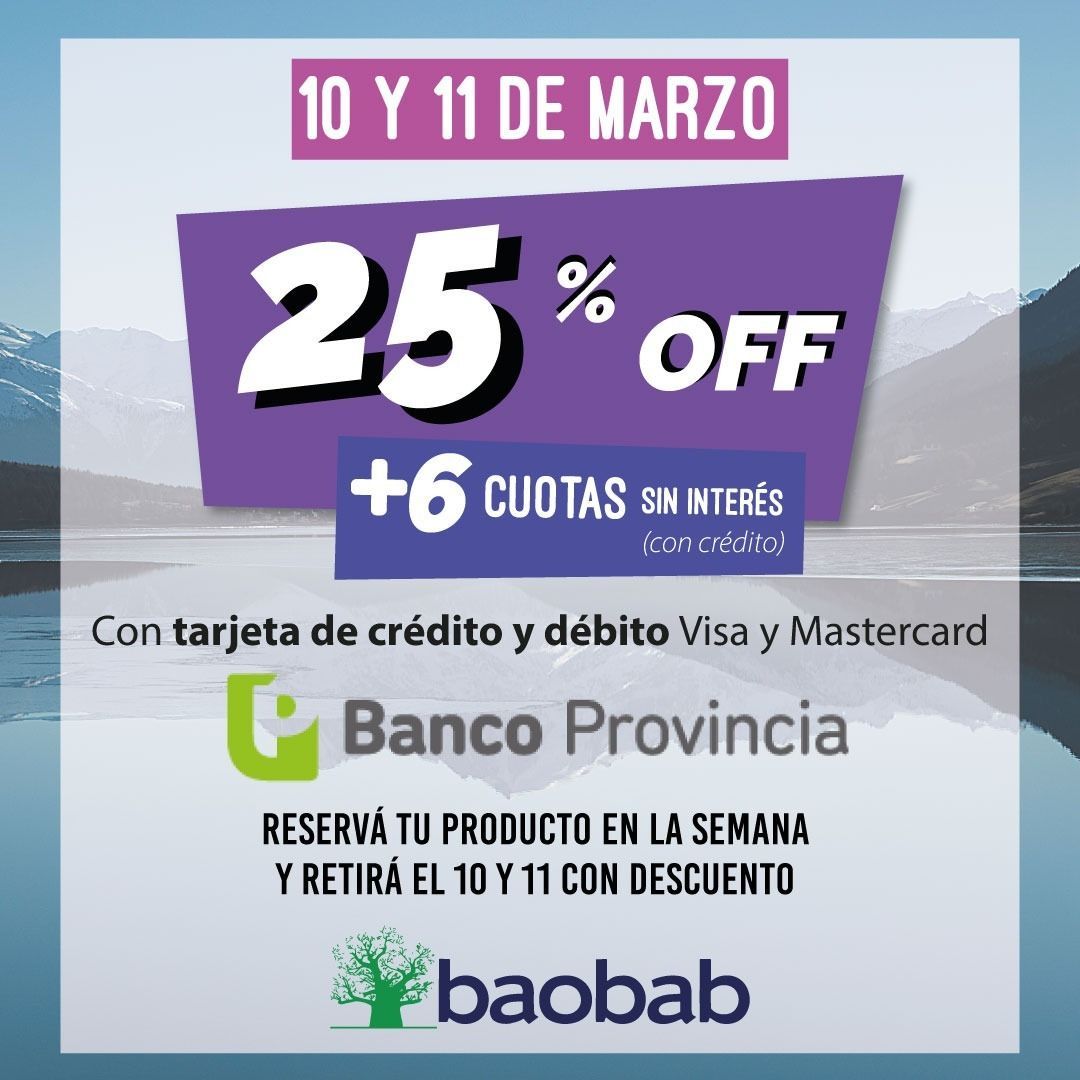 10 Y 11 DE MARZO
25% OFF
+6 CUOTAS SIN INTERÉS
(con crédito)
Con tarjeta de crédito y débito Visa y Mastercard
Banco Provincia
RESERVÁ TU PRODUCTO EN LA SEMANA
Y RETIRÁ EL 10 Y 11 CON DESCUENTO
baobab